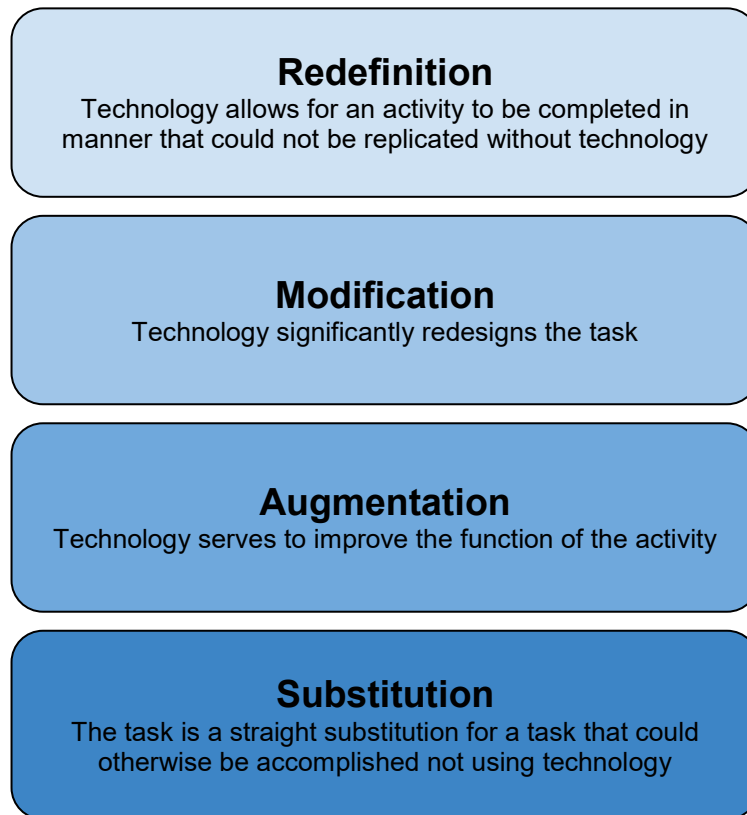 Redefinition
Technology allows for an activity to be completed in
manner that could not be replicated without technology
Modification
Technology significantly redesigns the task
Augmentation
Technology serves to improve the function of the activity
Substitution
The task is a straight substitution for a task that could
otherwise be accomplished not using technology